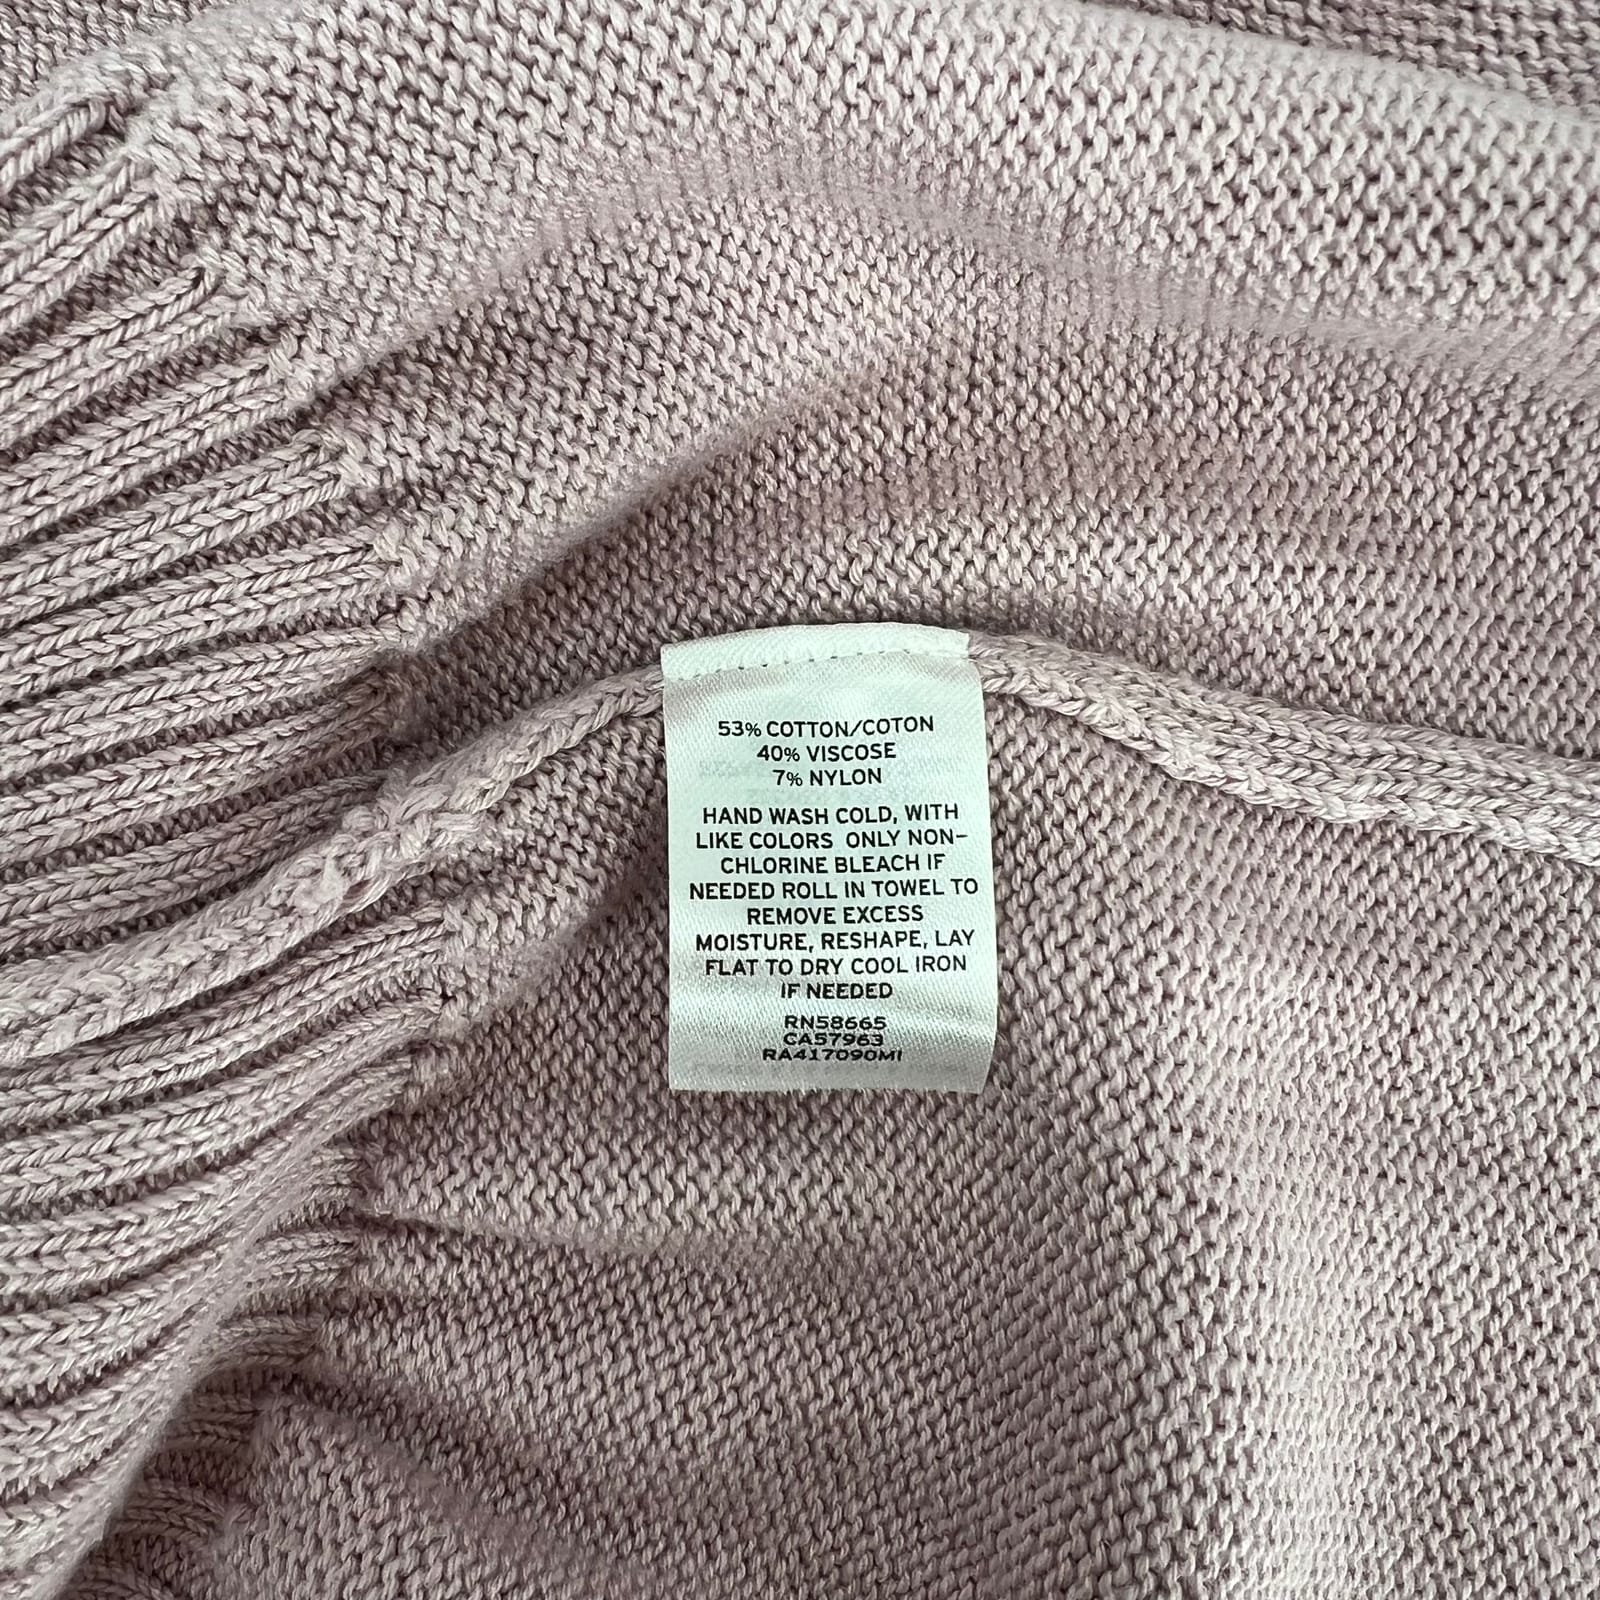 53% COTTON/COTON
40% VISCOSE
7% NYLON
HAND WASH COLD, WITH
LIKE COLORS ONLY NON-
CHLORINE BLEACH IF
NEEDED ROLL IN TOWEL TO
REMOVE EXCESS
MOISTURE, RESHAPE, LAY
FLAT TO DRY COOL IRON
IF NEEDED
RN58665
CA57963
RA417090MI